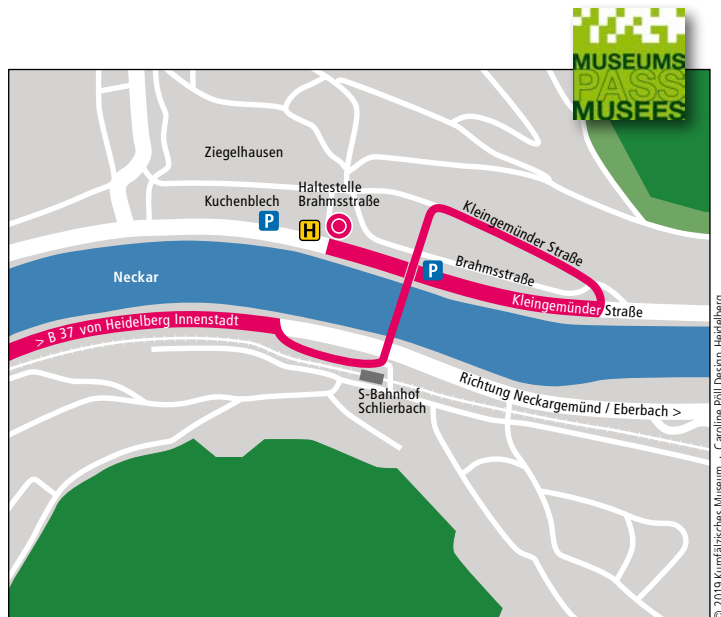 MUSEUMS
PASS
MUSEES
Ziegelhausen
Kuchenblech
P
Haltestelle
Brahmsstraße
H
Kleingemünder Straße
Brahmsstraße
P
Kleingemünder Straße
Neckar
> B 37 von Heidelberg Innenstadt
S-Bahnhof
Schlierbach
Richtung Neckargemünd / Eberbach >
© 2019 Kurpfälzisches Museum · Caroline Pöll Design, Heidelberg